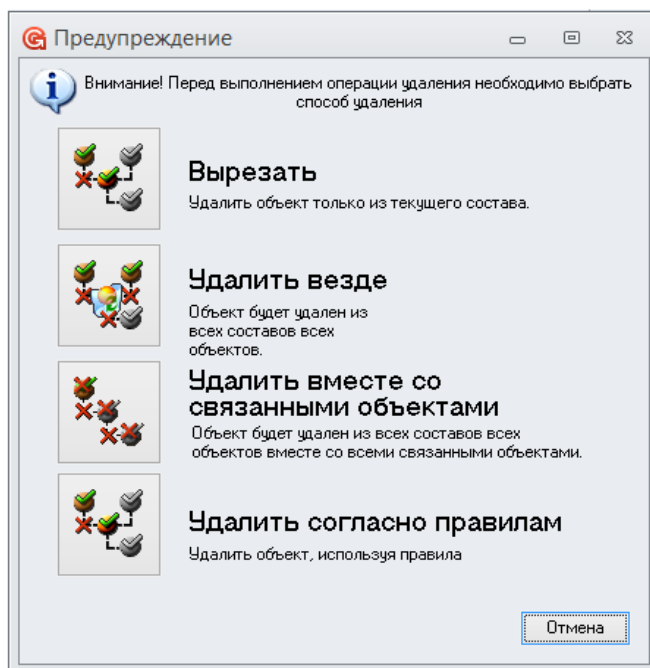 Предупреждение
Внимание! Перед выполнением операции удаления необходимо выбрать
способ удаления
Вырезать
Удалить объект только из текущего состава.
Удалить везде
Объект будет удален из
всех составов всех
объектов.
Удалить вместе со
связанными объектами
Объект будет удален из всех составов всех
объектов вместе со всеми связанными объектами.
Удалить согласно правилам
Удалить объект, используя правила
Отмена